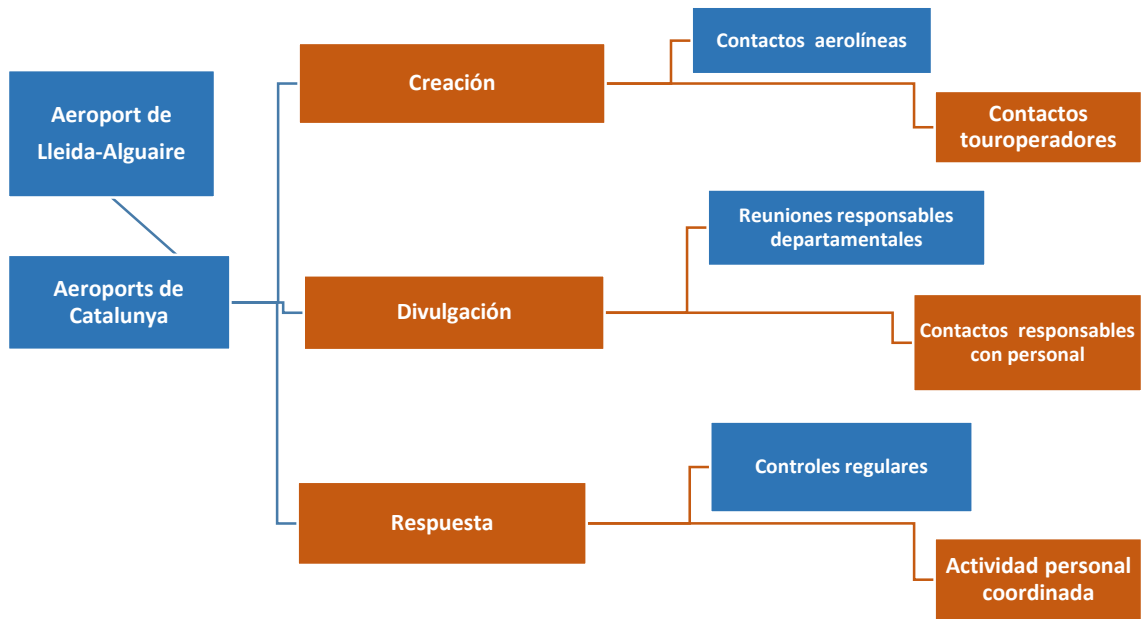 Aeroport de
Lleida-Alguaire
Aeroports de
Catalunya
Creación
Contactos aerolíneas
Contactos
touroperadores
Divulgación
Reuniones responsables
departamentales
Contactos responsables
con personal
Respuesta
Controles regulares
Actividad personal
coordinada